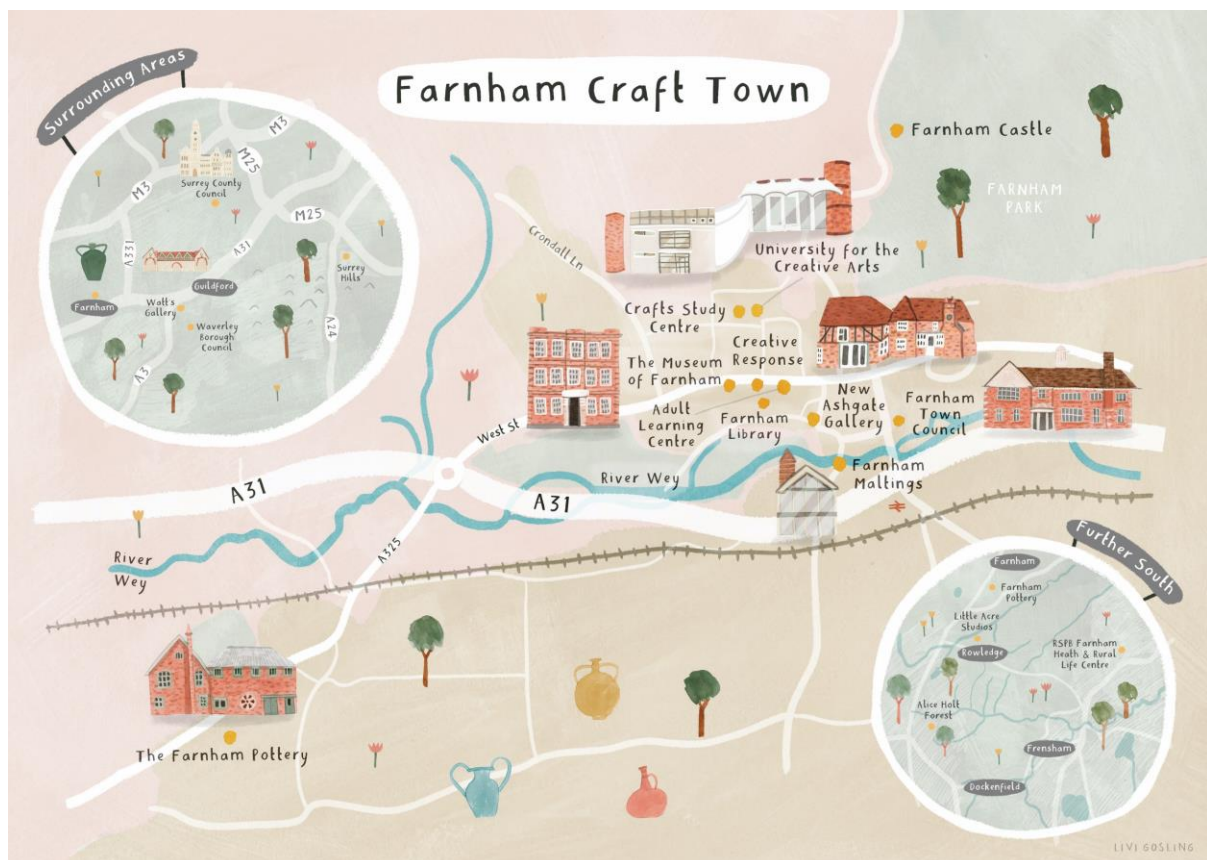 Farnham Craft Town
Surrounding Areas
M3
M25
M3
Surrey County
Council
M25
A331
A31
Surrey
Hills
Guildford
Farnham
Watt's
Gallery
Waverley
Borough
Council
A24
A3
Farnham Castle
FARNHAM
PARK
University for the
Creative Arts
Crondall Ln
Crafts Study
Centre
Creative
Response
The Museum
of Farnham
Adult
Learning
Centre
Farnham
Library
New
Ashgate
Gallery
Farnham
Town
Council
West St
River Wey
Farnham
Maltings
A31
A31
A325
River
Wey
The Farnham Pottery
Further South
Farnham
Farnham
Pottery
Little Acre
Studios
Rowledge
RSPB Farnham
Heath & Rural
Life Centre
Alice Holt
Forest
Frensham
Dockenfield
LIVI GOSLING